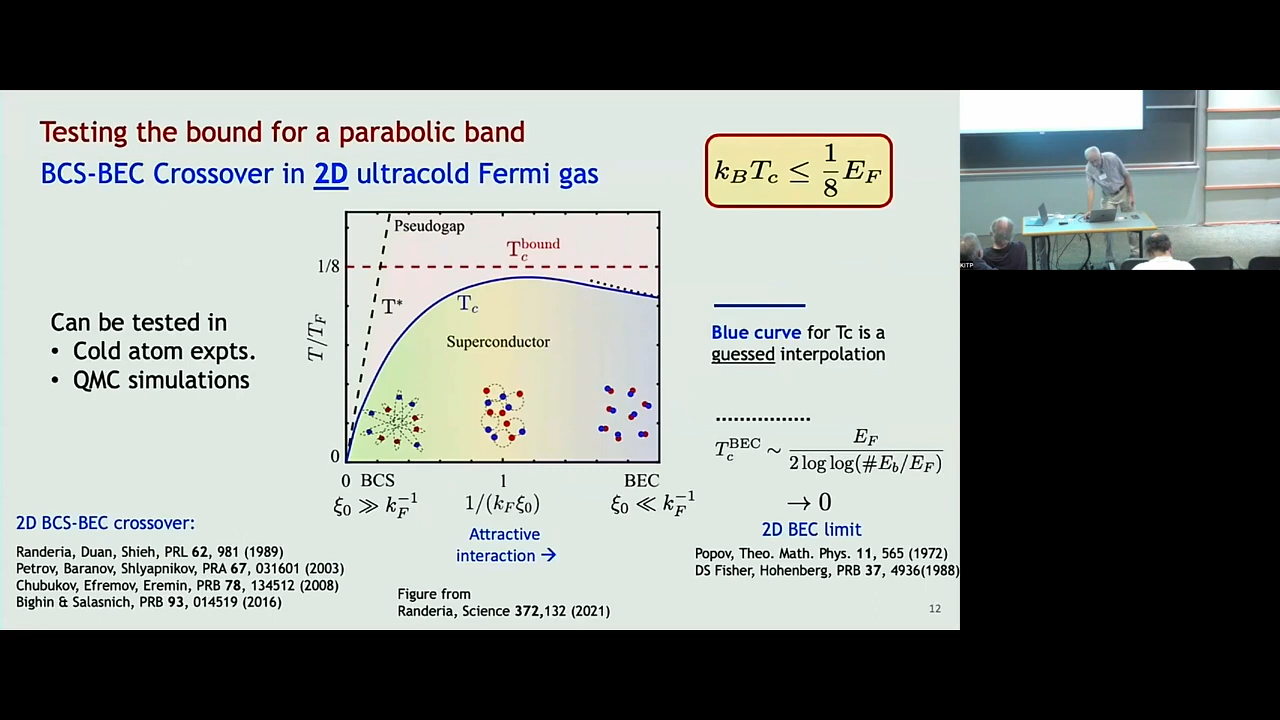 Testing the bound for a parabolic band
BCS-BEC Crossover in 2D ultracold Fermi gas
k_B T_c ≤ 1/8 E_F
Can be tested in
• Cold atom expts.
• QMC simulations
Pseudogap
T_c^bound
1/8
T*
T_c
T/T_F
Superconductor
0
0 BCS 1 BEC
ξ_0 ≫ k_F^{-1} 1/(k_F ξ_0) ξ_0 ≪ k_F^{-1}
Attractive
interaction →
Blue curve for Tc is a
guessed interpolation
T_c^BEC ~ E_F / 2 log log(#E_b/E_F)
→ 0
2D BEC limit
Popov, Theo. Math. Phys. 11, 565 (1972)
DS Fisher, Hohenberg, PRB 37, 4936(1988)
2D BCS-BEC crossover:
Randeria, Duan, Shieh, PRL 62, 981 (1989)
Petrov, Baranov, Shlyapnikov, PRA 67, 031601 (2003)
Chubukov, Efremov, Eremin, PRB 78, 134512 (2008)
Bighin & Salasnich, PRB 93, 014519 (2016)
Figure from
Randeria, Science 372,132 (2021)
12
KITP